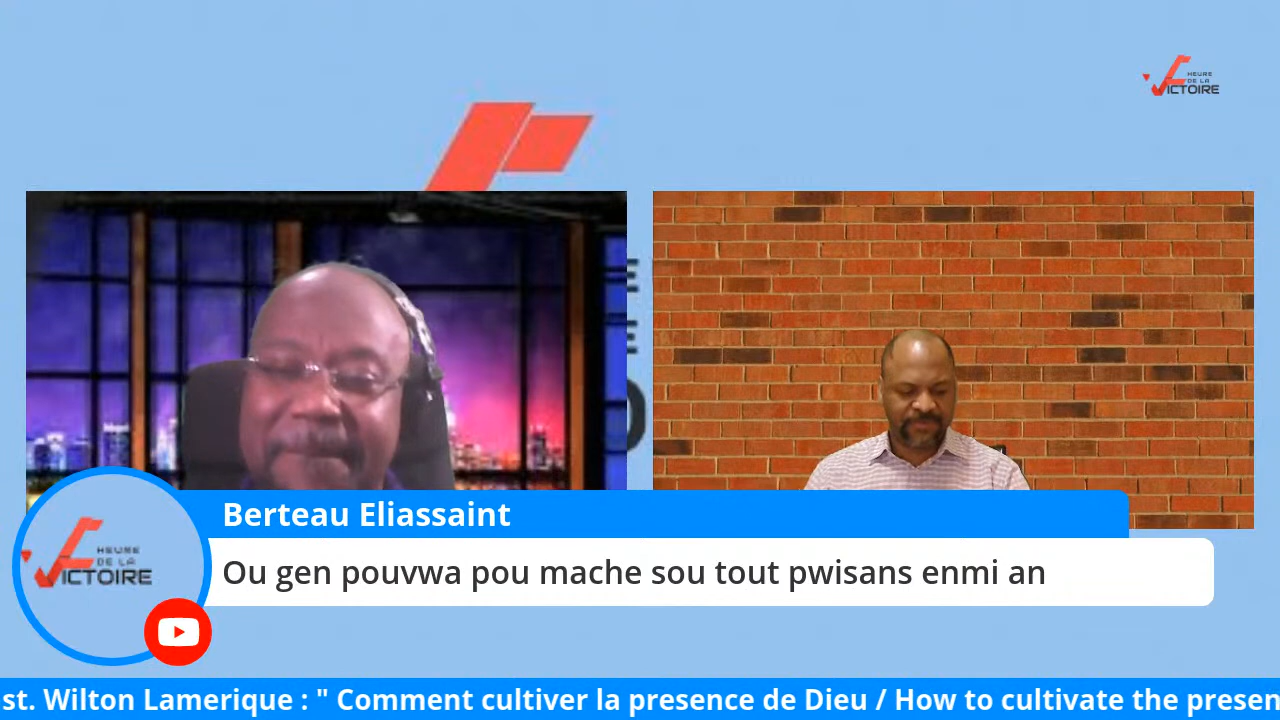 HEURE
DE LA
VICTOIRE
Berteau Eliassaint
HEURE
DE LA
VICTOIRE
Ou gen pouvwa pou mache sou tout pwisans enmi an
st. Wilton Lamerique : " Comment cultiver la presence de Dieu / How to cultivate the presen